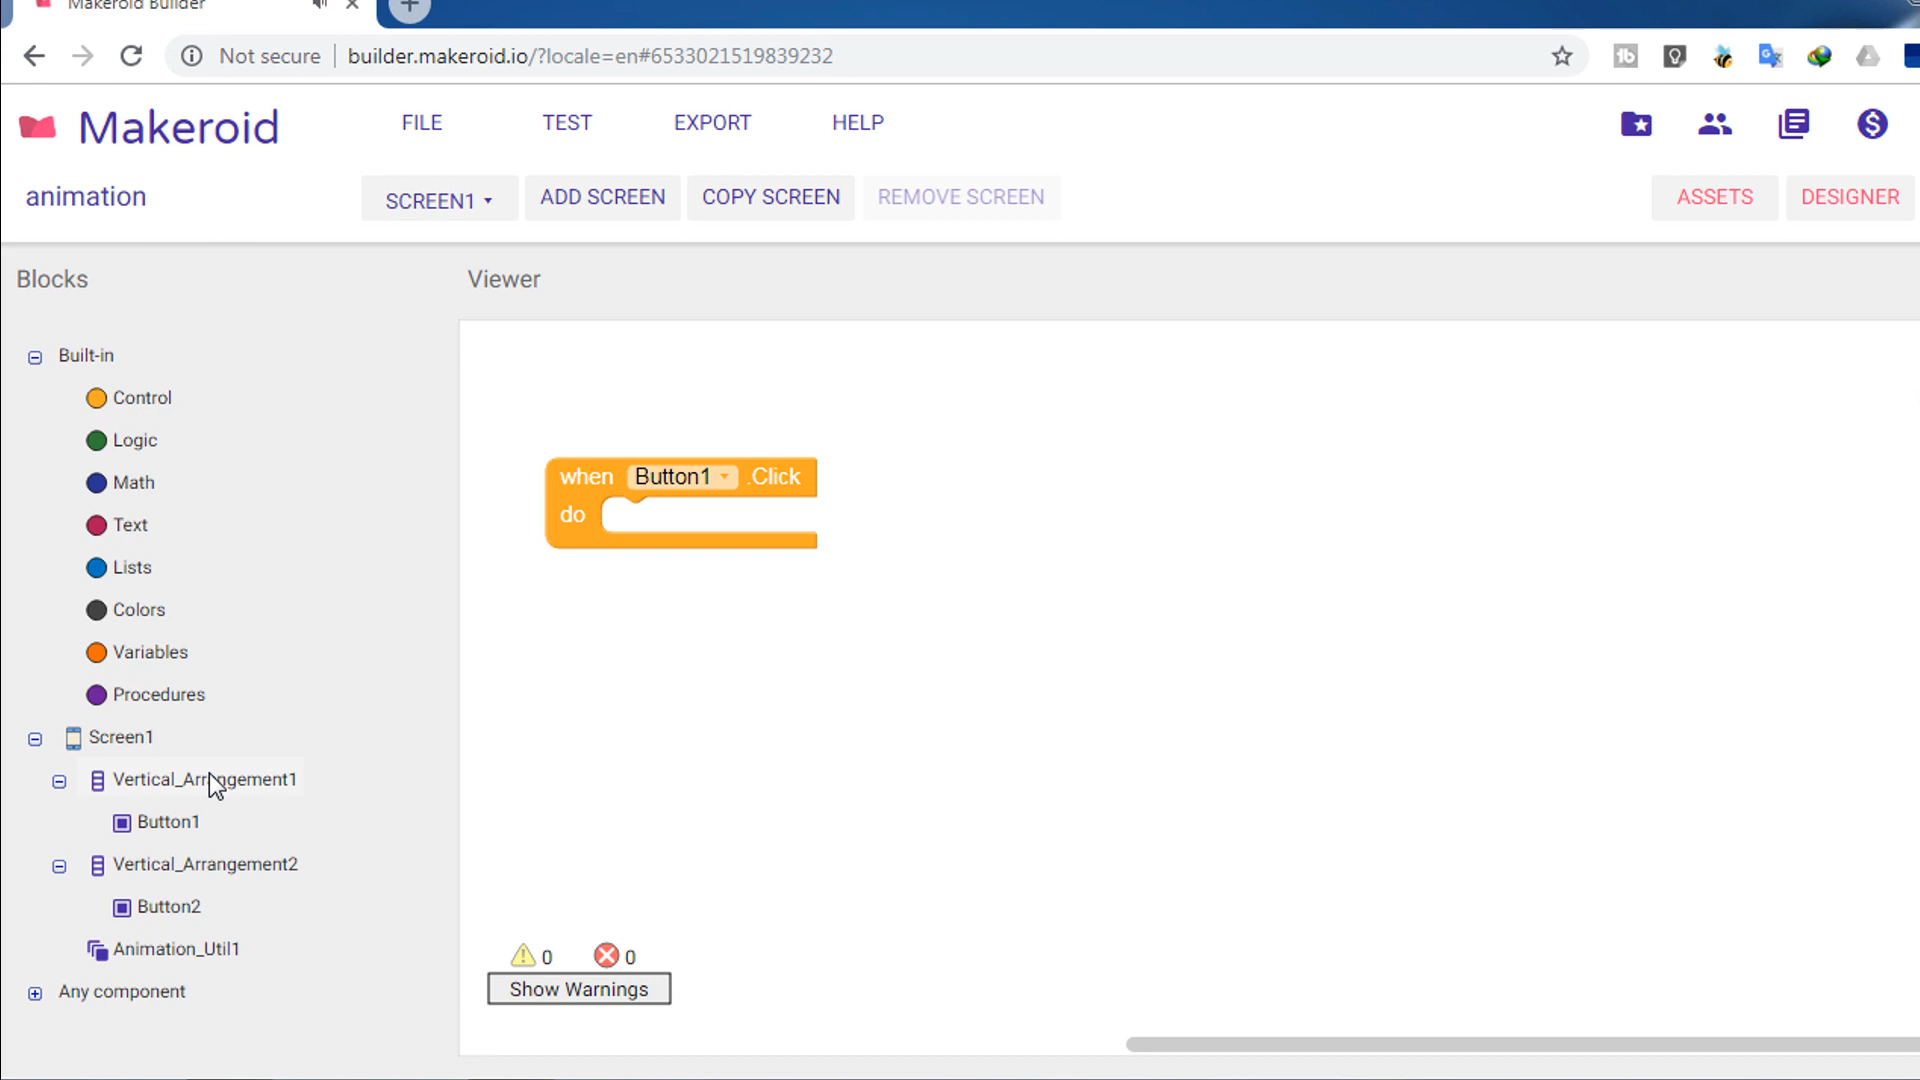 Makeroid Builder
Not secure
builder.makeroid.io/?locale=en#6533021519839232
Makeroid
FILE
TEST
EXPORT
HELP
animation
SCREEN1
ADD SCREEN
COPY SCREEN
REMOVE SCREEN
ASSETS
DESIGNER
Blocks
Viewer
Built-in
Control
Logic
Math
Text
Lists
Colors
Variables
Procedures
Screen1
Vertical_Arrangement1
Button1
Vertical_Arrangement2
Button2
Animation_Util1
Any component
when Button1 .Click
do
0 0
Show Warnings